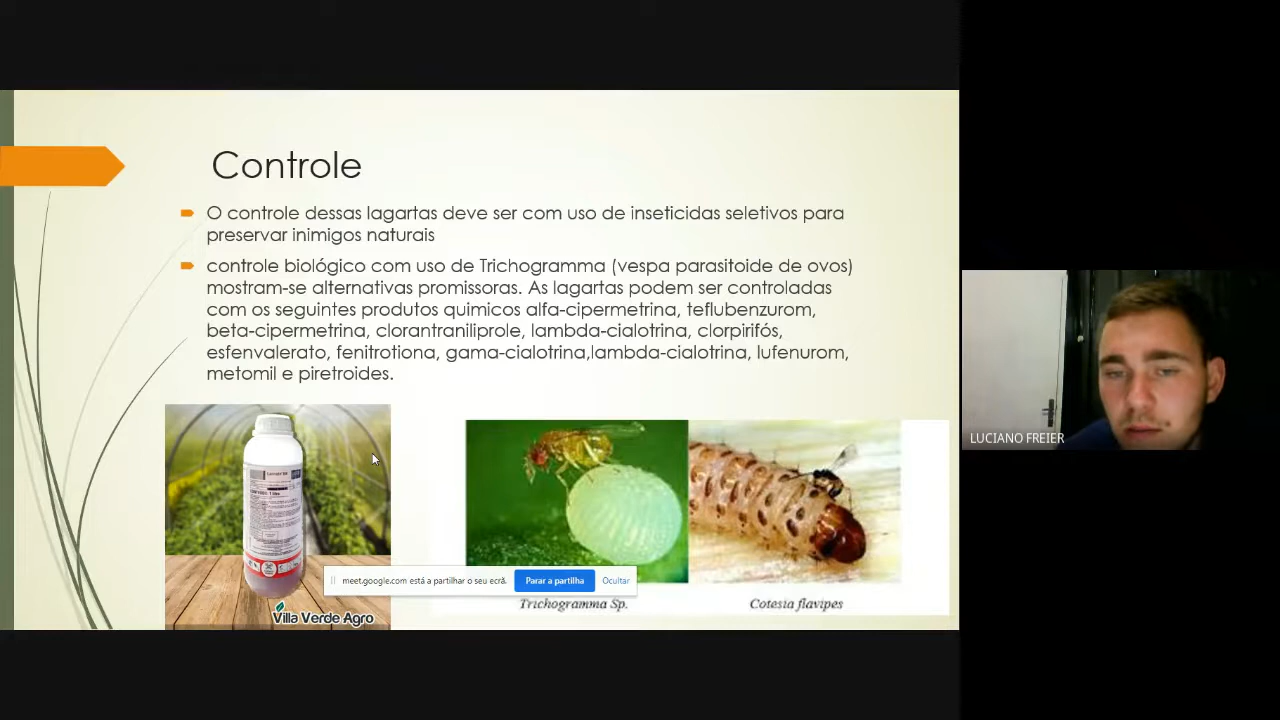 Controle
O controle dessas lagartas deve ser com uso de inseticidas seletivos para
preservar inimigos naturais
controle biológico com uso de Trichogramma (vespa parasitoide de ovos)
mostram-se alternativas promissoras. As lagartas podem ser controladas
com os seguintes produtos quimicos alfa-cipermetrina, teflubenzurom,
beta-cipermetrina, clorantraniliprole, lambda-cialotrina, clorpirifós,
esfenvalerato, fenitrotiona, gama-cialotrina,lambda-cialotrina, lufenurom,
metomil e piretroides.
Villa Verde Agro
meet.google.com está a partilhar o seu ecrã.
Parar a partilha
Ocultar
Trichogramma Sp.
Cotesia flavipes
LUCIANO FREIER